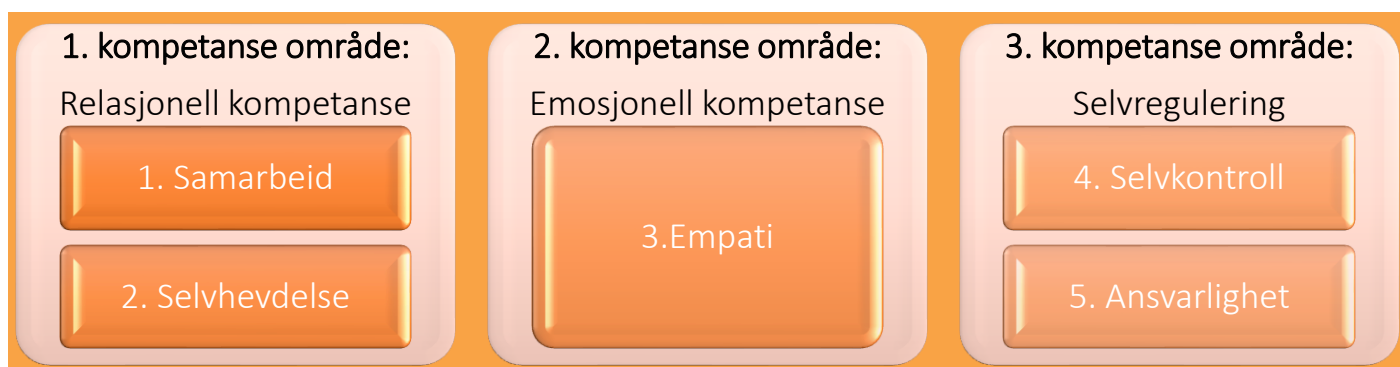 1. kompetanse område:
Relasjonell kompetanse
1. Samarbeid
2. Selvhevdelse
2. kompetanse område:
Emosjonell kompetanse
3.Empati
3. kompetanse område:
Selvregulering
4. Selvkontroll
5. Ansvarlighet